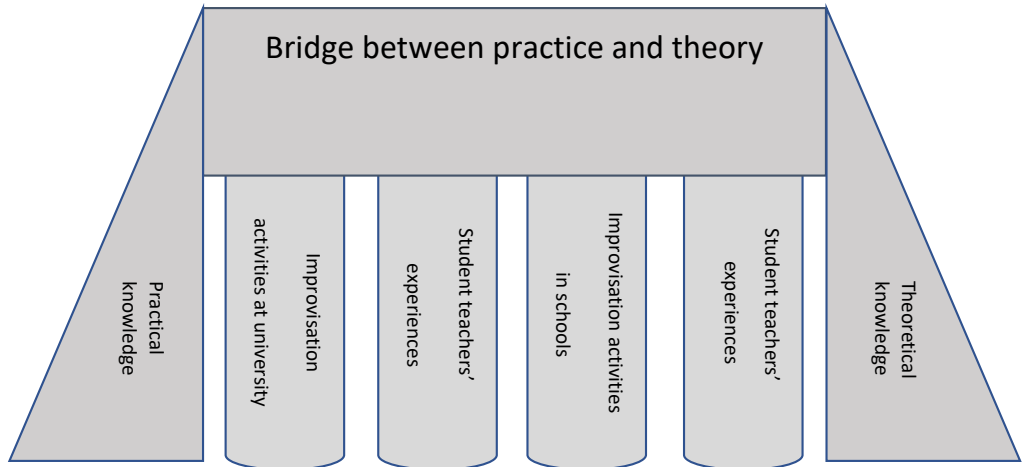 Bridge between practice and theory
Practical
knowledge
Improvisation
activities at university
Student teachers’
experiences
Improvisation activities
in schools
Student teachers’
experiences
Theoretical
knowledge